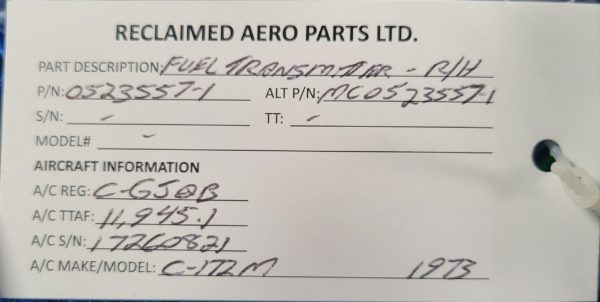 RECLAIMED AERO PARTS LTD.
PART DESCRIPTION: FUEL TRANSMITTER - R/H
P/N: 0523557-1 ALT P/N: MC0523557-1
S/N: - TT: -
MODEL# -
AIRCRAFT INFORMATION
A/C REG: C-GJQB
A/C TTAF: 11,945.1
A/C S/N: 17260821
A/C MAKE/MODEL: C-172M 1973